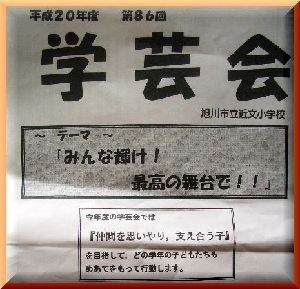 平成20年度 第86回
学芸会
旭川市立近文小学校
～ テーマ ～
「みんな輝け！
最高の舞台で！！」
今年度の学芸会では
『仲間を思いやり，支え合う子』
を目指して，どの学年の子どもたちも
めあてをもって行動します。